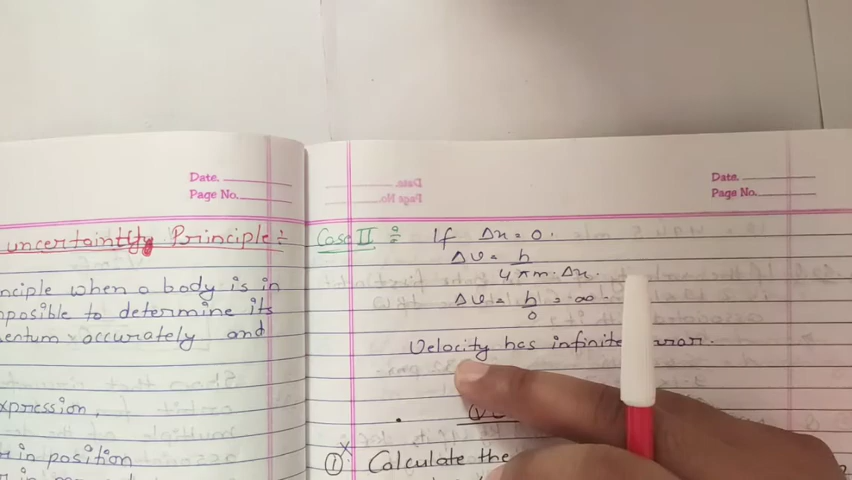 Date.
Page No.
uncertainty Principle :-
nciple when a body is in
possible to determine its
entum accurately and
xpression,
in position
Date.
Page No.
Case II :-
If Δx = 0.
Δv = h
4πm.Δx.
Δv = h = ∞.
0
Velocity has infinite
①
Calculate the